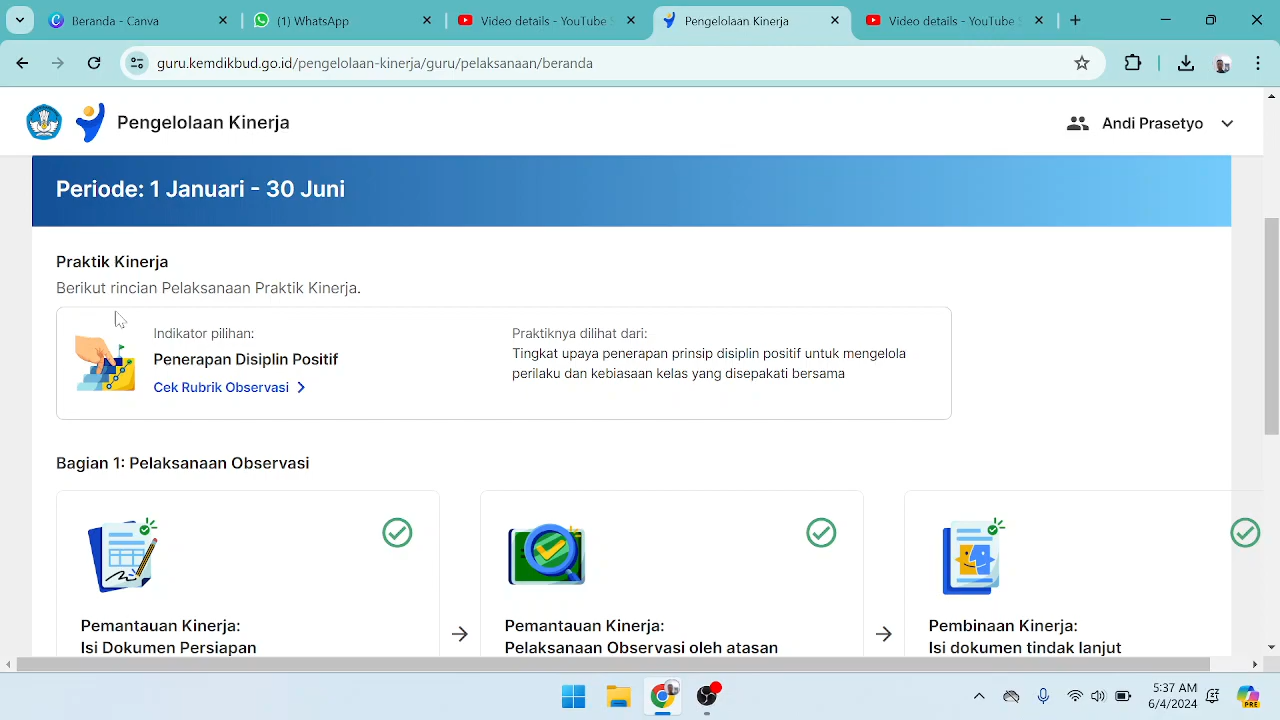 Beranda - Canva
(1) WhatsApp
Video details - YouTube S
Pengelolaan Kinerja
Video details - YouTube S
guru.kemdikbud.go.id/pengelolaan-kinerja/guru/pelaksanaan/beranda
Pengelolaan Kinerja
Andi Prasetyo
Periode: 1 Januari - 30 Juni
Praktik Kinerja
Berikut rincian Pelaksanaan Praktik Kinerja.
Indikator pilihan:
Penerapan Disiplin Positif
Cek Rubrik Observasi
Praktiknya dilihat dari:
Tingkat upaya penerapan prinsip disiplin positif untuk mengelola
perilaku dan kebiasaan kelas yang disepakati bersama
Bagian 1: Pelaksanaan Observasi
Pemantauan Kinerja:
Isi Dokumen Persiapan
Pemantauan Kinerja:
Pelaksanaan Observasi oleh atasan
Pembinaan Kinerja:
Isi dokumen tindak lanjut
5:37 AM
6/4/2024
PRE